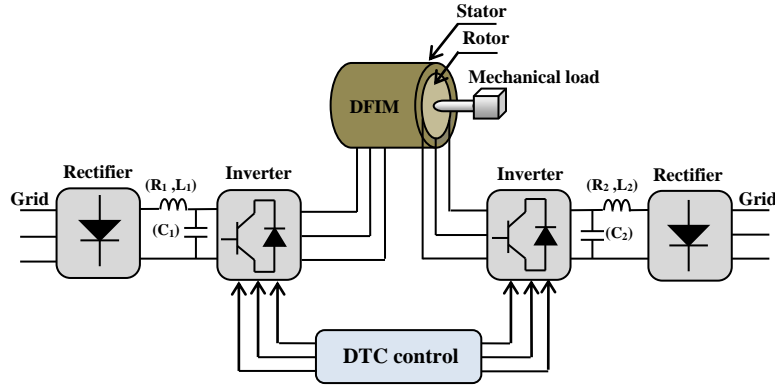 Stator
Rotor
Mechanical load
DFIM
Rectifier
(R1 ,L1)
Inverter
Inverter
(R2 ,L2)
Rectifier
Grid
(C1)
(C2)
Grid
DTC control